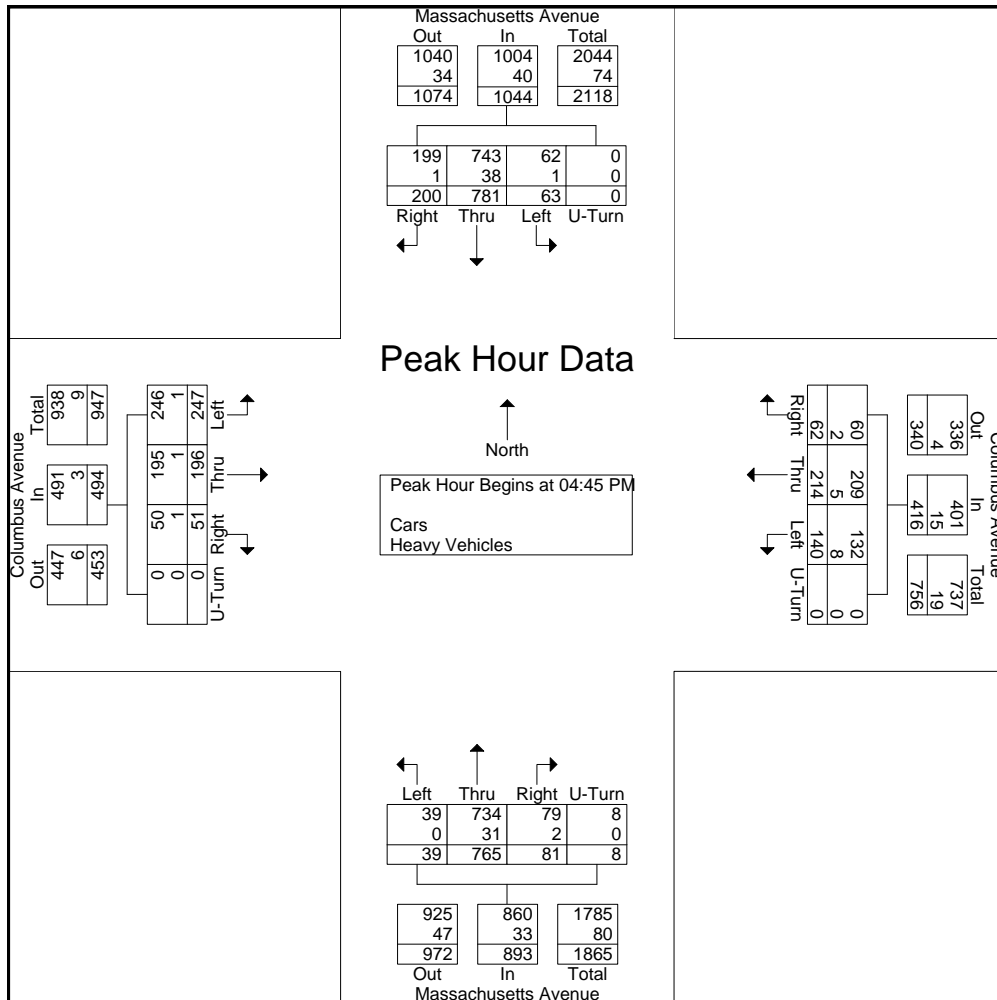 Massachusetts Avenue
Out In Total
1040 1004 2044
34 40 74
1074 1044 2118
199 743 62 0
1 38 1 0
200 781 63 0
Right Thru Left U-Turn
Peak Hour Data
North
Peak Hour Begins at 04:45 PM
Cars
Heavy Vehicles
Columbus Avenue
Out In Total
447 491 938
6 3 9
453 494 947
0 50 195 246
0 1 1 1
0 51 196 247
U-Turn Right Thru Left
Columbus Avenue
Out In Total
336 401 737
4 15 19
340 416 756
60 209 132 0
2 5 8 0
62 214 140 0
Right Thru Left U-Turn
Left Thru Right U-Turn
39 734 79 8
0 31 2 0
39 765 81 8
925 860 1785
47 33 80
972 893 1865
Out In Total
Massachusetts Avenue